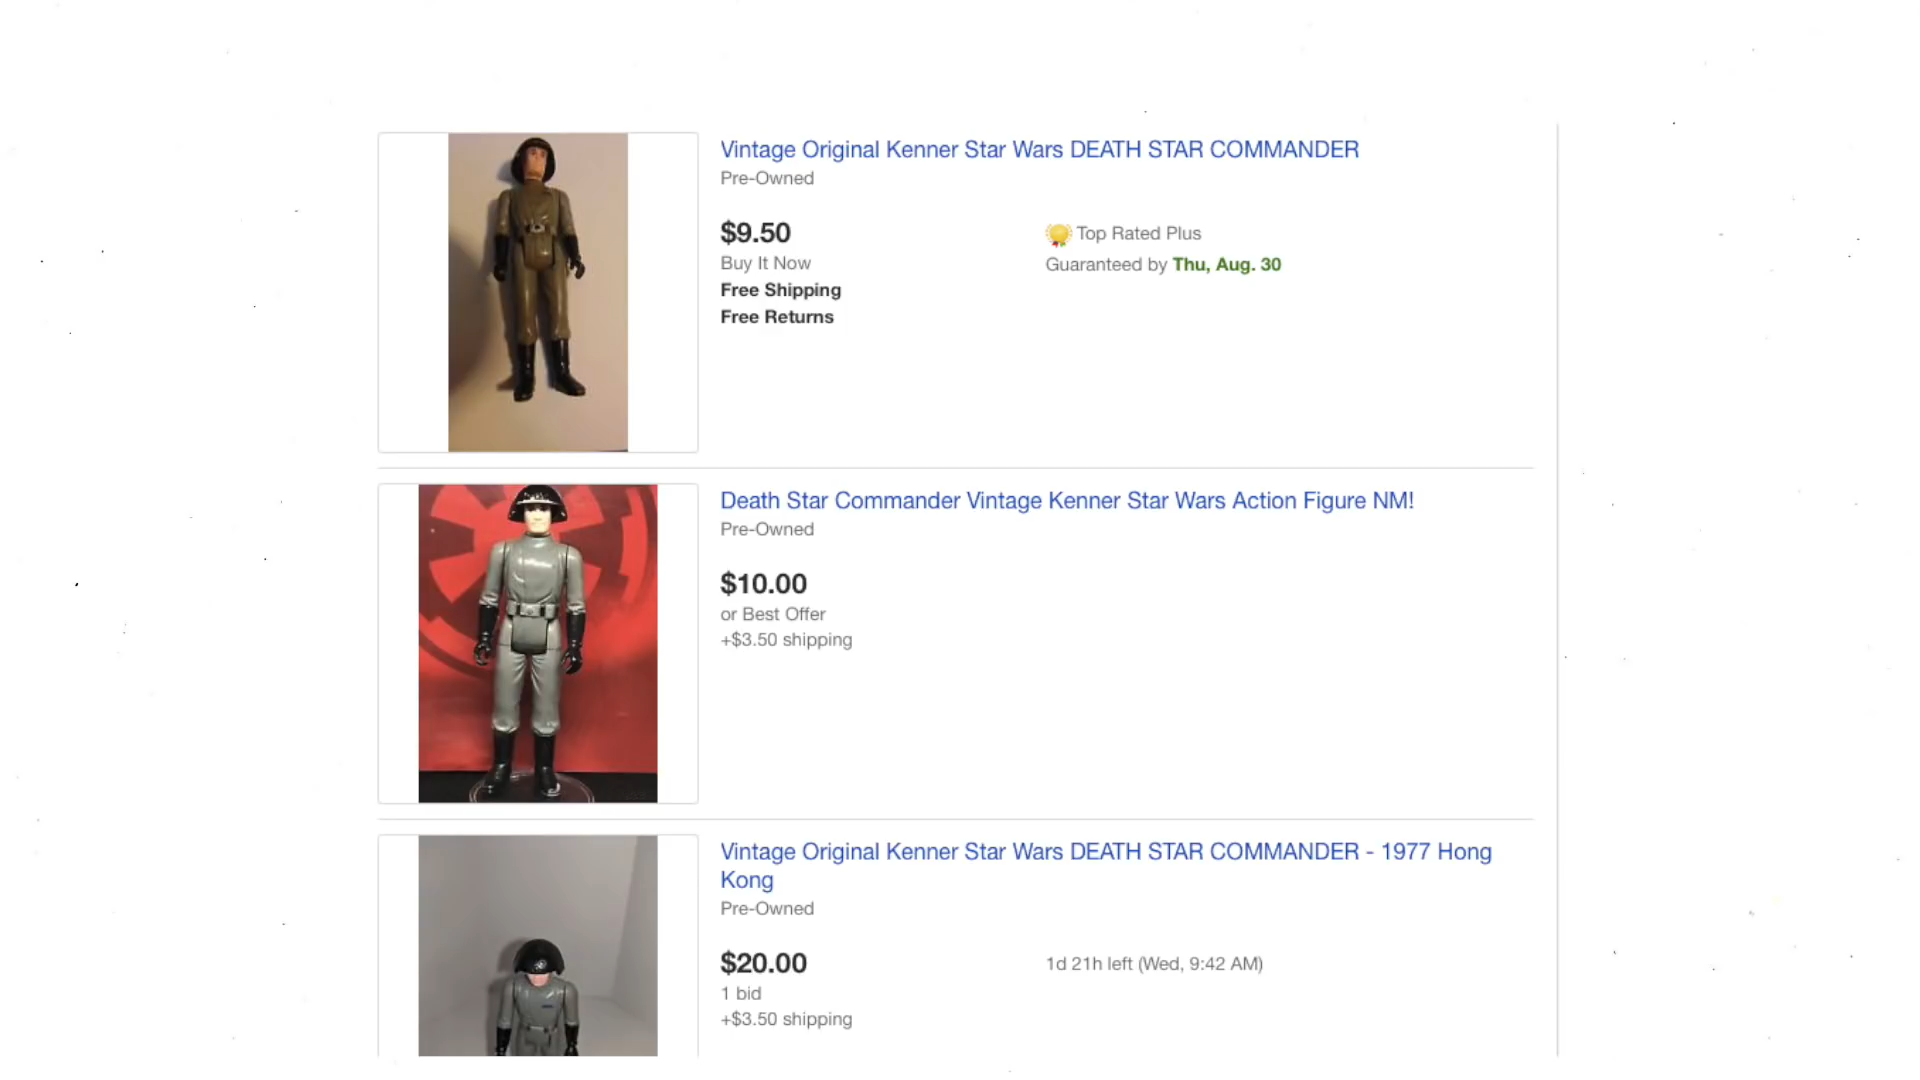 Vintage Original Kenner Star Wars DEATH STAR COMMANDER
Pre-Owned
$9.50
Top Rated Plus
Buy It Now
Guaranteed by Thu, Aug. 30
Free Shipping
Free Returns
Death Star Commander Vintage Kenner Star Wars Action Figure NM!
Pre-Owned
$10.00
or Best Offer
+$3.50 shipping
Vintage Original Kenner Star Wars DEATH STAR COMMANDER - 1977 Hong
Kong
Pre-Owned
$20.00
1d 21h left (Wed, 9:42 AM)
1 bid
+$3.50 shipping